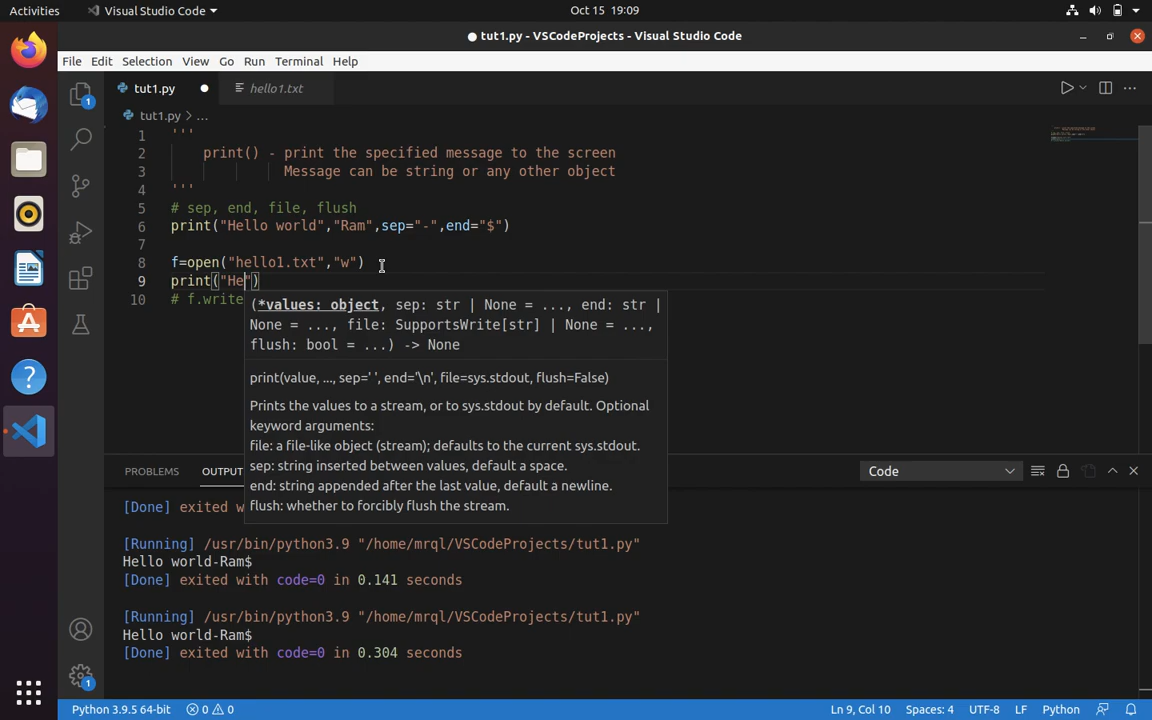 Activities
Visual Studio Code
Oct 15 19:09
tut1.py - VSCodeProjects - Visual Studio Code
File Edit Selection View Go Run Terminal Help
tut1.py
hello1.txt
tut1.py > ...
1 '''
2 print() - print the specified message to the screen
3 Message can be string or any other object
4 '''
5 # sep, end, file, flush
6 print("Hello world","Ram",sep="-",end="$")
7
8 f=open("hello1.txt","w")
9 print("He")
10 # f.write
(*values: object, sep: str | None = ..., end: str |
None = ..., file: SupportsWrite[str] | None = ...,
flush: bool = ...) -> None
print(value, ..., sep=' ', end='\n', file=sys.stdout, flush=False)
Prints the values to a stream, or to sys.stdout by default. Optional
keyword arguments:
file: a file-like object (stream); defaults to the current sys.stdout.
sep: string inserted between values, default a space.
end: string appended after the last value, default a newline.
flush: whether to forcibly flush the stream.
PROBLEMS OUTPUT
Code
[Done] exited w
[Running] /usr/bin/python3.9 "/home/mrql/VSCodeProjects/tut1.py"
Hello world-Ram$
[Done] exited with code=0 in 0.141 seconds
[Running] /usr/bin/python3.9 "/home/mrql/VSCodeProjects/tut1.py"
Hello world-Ram$
[Done] exited with code=0 in 0.304 seconds
1
1
Python 3.9.5 64-bit
0 0
Ln 9, Col 10
Spaces: 4
UTF-8
LF
Python